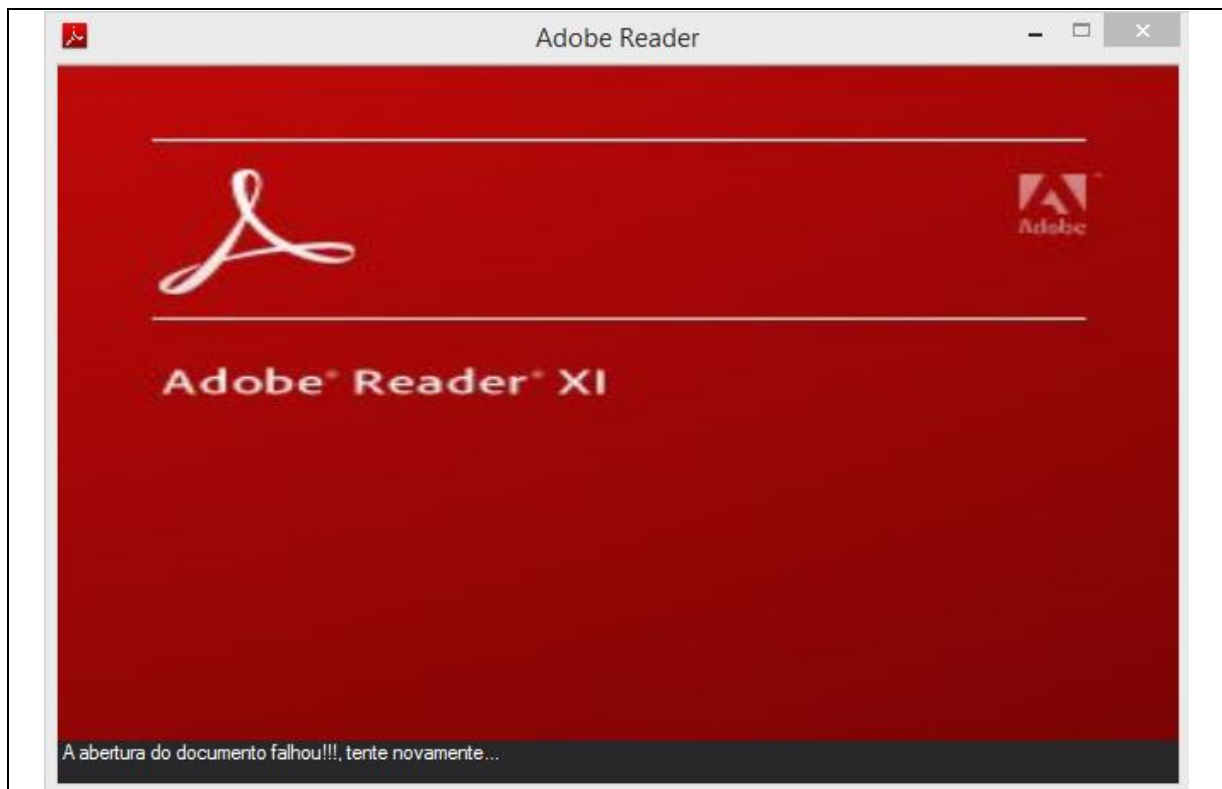 Adobe Reader
Adobe
Adobe® Reader® XI
A abertura do documento falhou!!!, tente novamente...